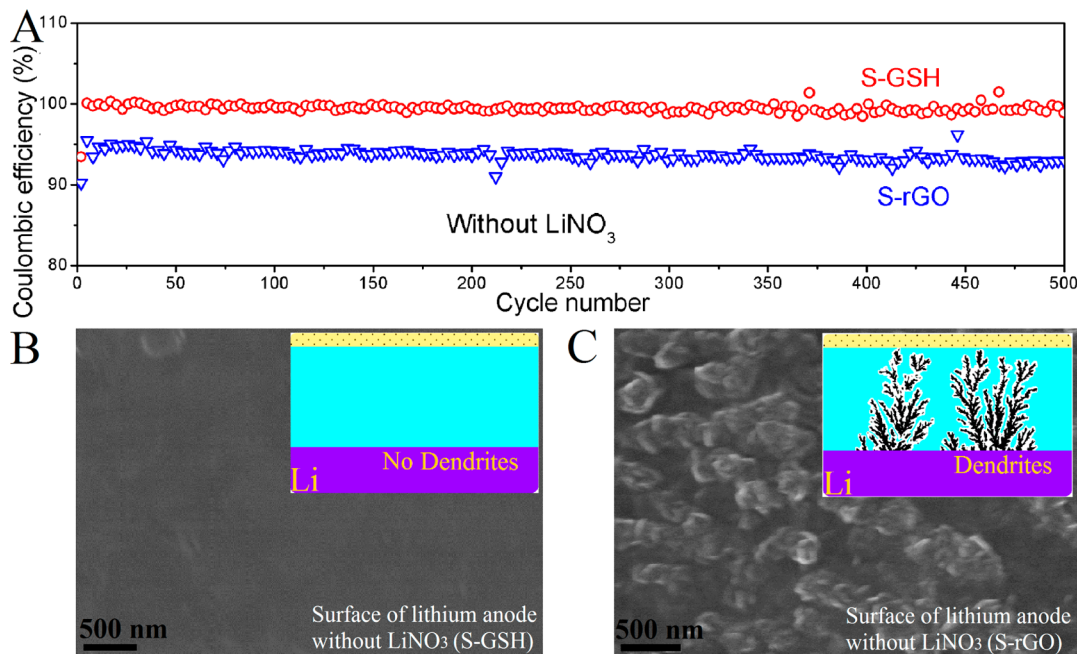 A
Coulombic efficiency (%)
110
100
90
80
S-GSH
S-rGO
Without LiNO₃
0 50 100 150 200 250 300 350 400 450 500
Cycle number
B
No Dendrites
Li
Surface of lithium anode
without LiNO₃ (S-GSH)
500 nm
C
Dendrites
Li
Surface of lithium anode
without LiNO₃ (S-rGO)
500 nm